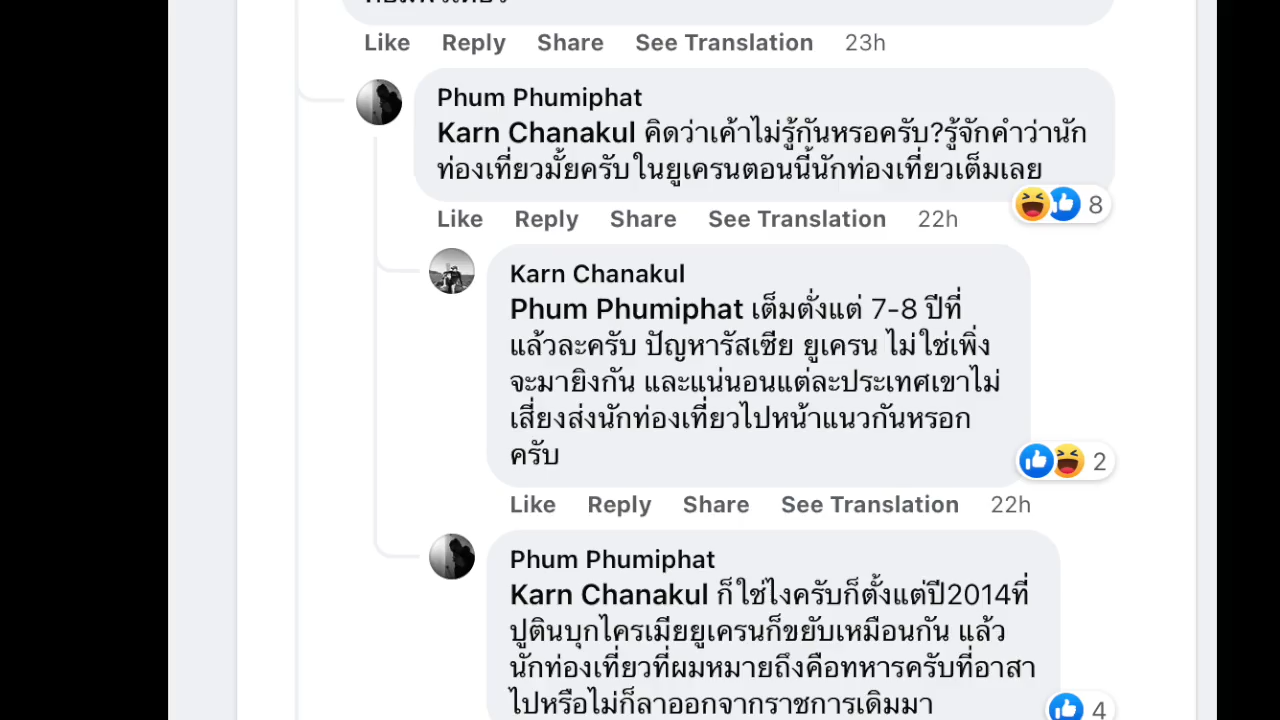 Like Reply Share See Translation 23h
Phum Phumiphat
Karn Chanakul คิดว่าเค้าไม่รู้กันหรอครับ?รู้จักคำว่านัก
ท่องเที่ยวมั้ยครับ ในยูเครนตอนนี้นักท่องเที่ยวเต็มเลย
8
Like Reply Share See Translation 22h
Karn Chanakul
Phum Phumiphat เต็มตั่งแต่ 7-8 ปีที่
แล้วละครับ ปัญหารัสเซีย ยูเครน ไม่ใช่เพิ่ง
จะมายิงกัน และแน่นอนแต่ละประเทศเขาไม่
เสี่ยงส่งนักท่องเที่ยวไปหน้าแนวกันหรอก
ครับ
2
Like Reply Share See Translation 22h
Phum Phumiphat
Karn Chanakul ก็ใช่ไงครับก็ตั้งแต่ปี2014ที่
ปูตินบุกไครเมียยูเครนก็ขยับเหมือนกัน แล้ว
นักท่องเที่ยวที่ผมหมายถึงคือทหารครับที่อาสา
ไปหรือไม่ก็ลาออกจากราชการเดิมมา
4